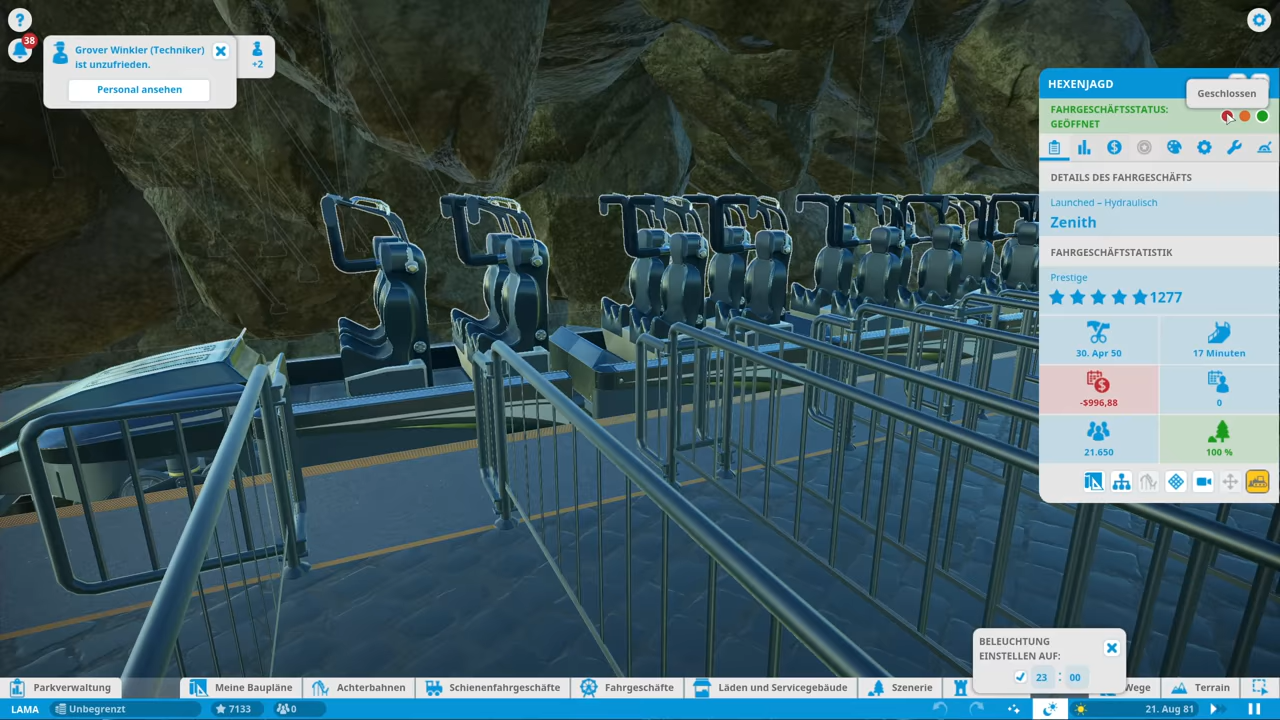 ?
38
Grover Winkler (Techniker)
ist unzufrieden.
+2
Personal ansehen
HEXENJAGD
Geschlossen
FAHRGESCHÄFTSSTATUS:
GEÖFFNET
DETAILS DES FAHRGESCHÄFTS
Launched – Hydraulisch
Zenith
FAHRGESCHÄFTSTATISTIK
Prestige
1277
30. Apr 50
17 Minuten
-$996,88
0
21.650
100 %
BELEUCHTUNG
EINSTELLEN AUF:
23 : 00
Parkverwaltung
Meine Baupläne
Achterbahnen
Schienenfahrgeschäfte
Fahrgeschäfte
Läden und Servicegebäude
Szenerie
Wege
Terrain
LAMA
Unbegrenzt
7133
0
21. Aug 81